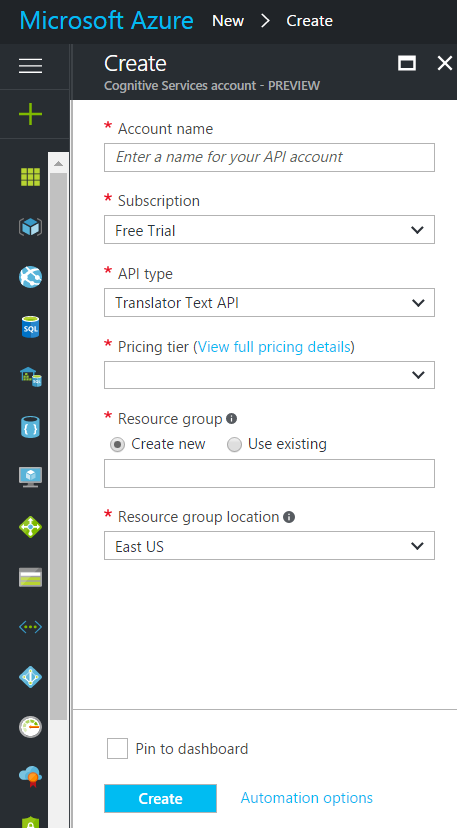 Microsoft Azure New > Create
Create
Cognitive Services account - PREVIEW
* Account name
Enter a name for your API account
* Subscription
Free Trial
* API type
Translator Text API
* Pricing tier (View full pricing details)
* Resource group
Create new Use existing
* Resource group location
East US
SQL
Pin to dashboard
Create Automation options